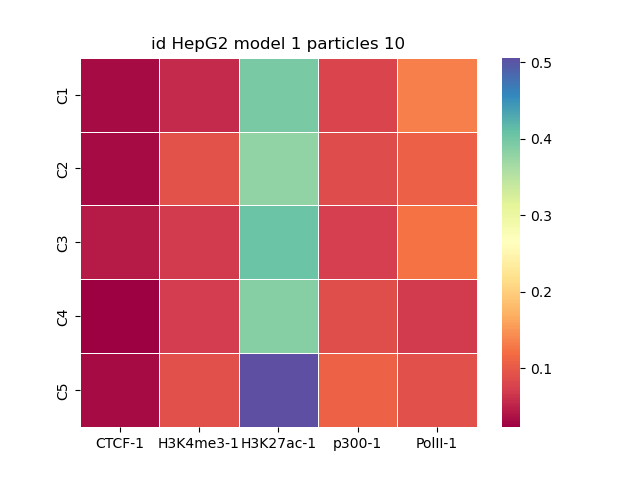 id HepG2 model 1 particles 10
C1
C2
C3
C4
C5
CTCF-1 H3K4me3-1 H3K27ac-1 p300-1 PolII-1
0.5
0.4
0.3
0.2
0.1